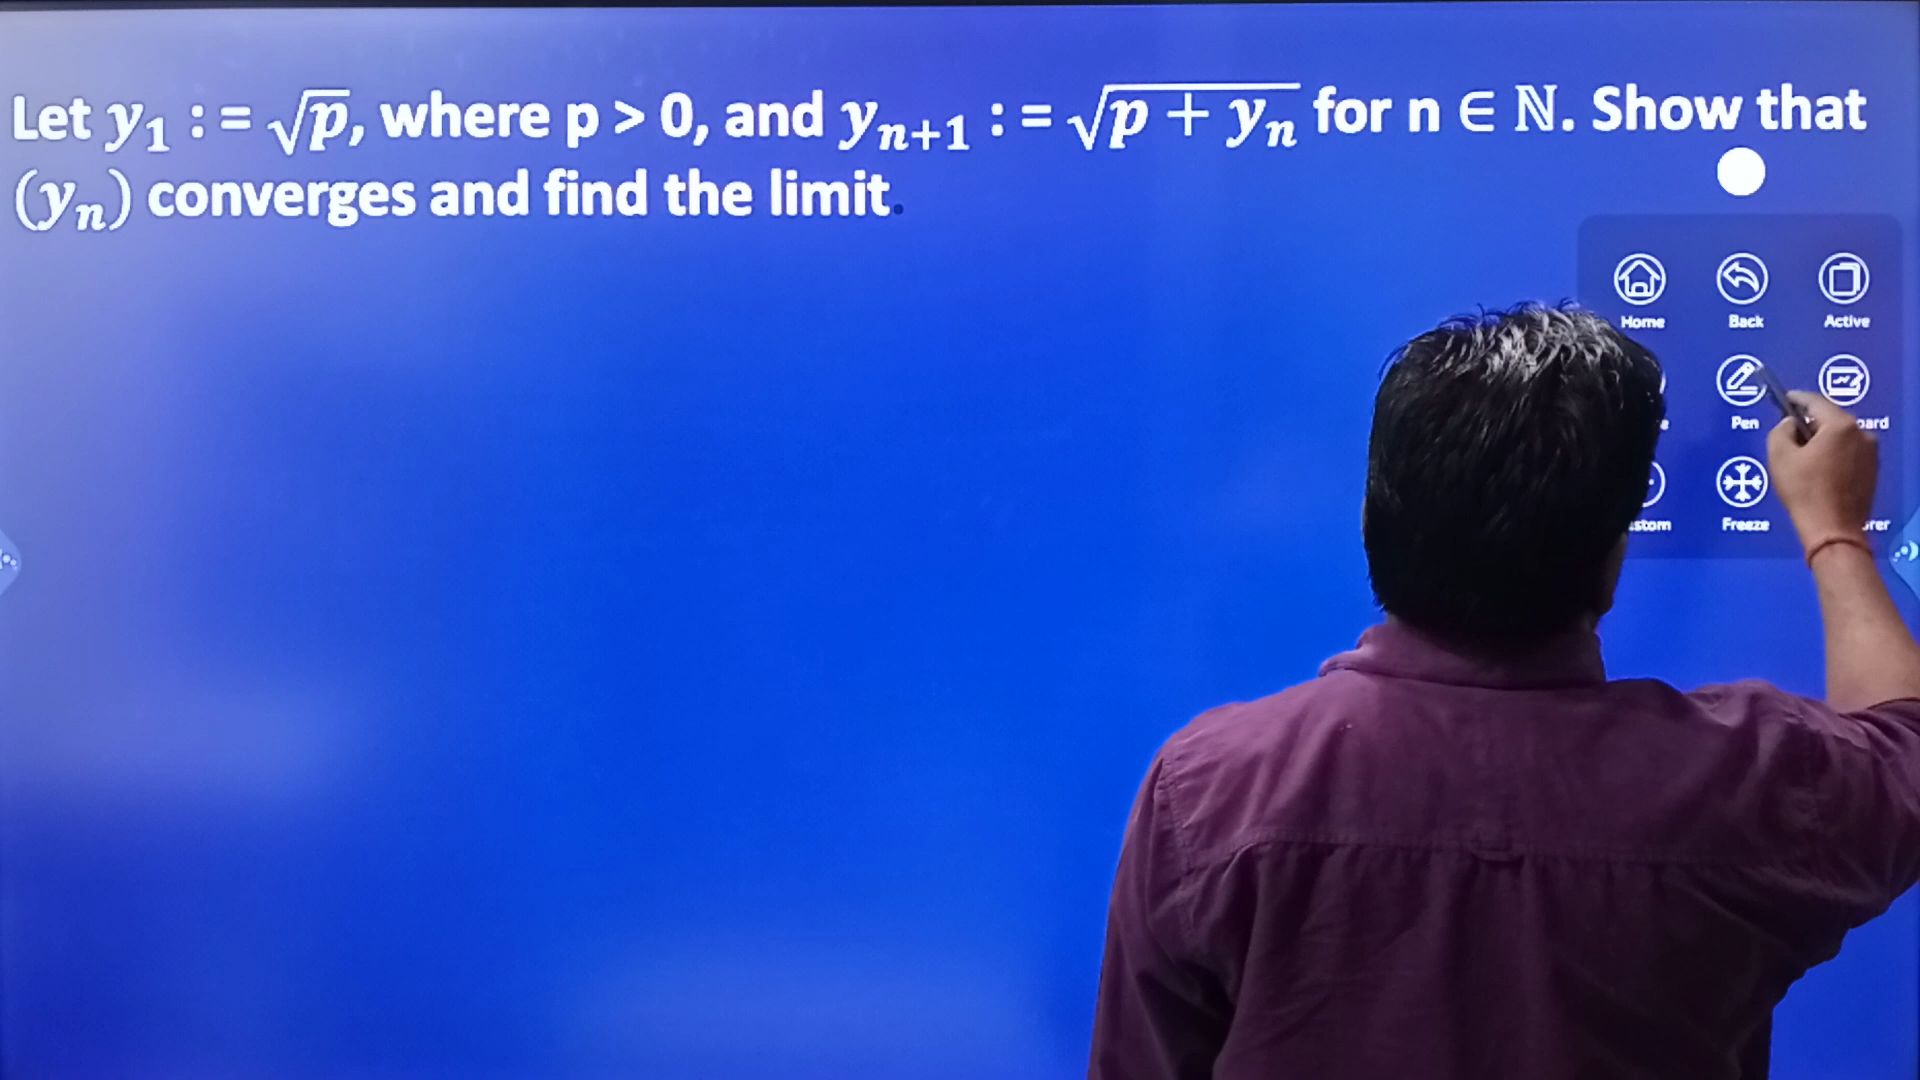 Let y₁ := √p, where p > 0, and yₙ₊₁ := √(p + yₙ) for n ∈ ℕ. Show that
(yₙ) converges and find the limit.
Home Back Active
Pen
Freeze